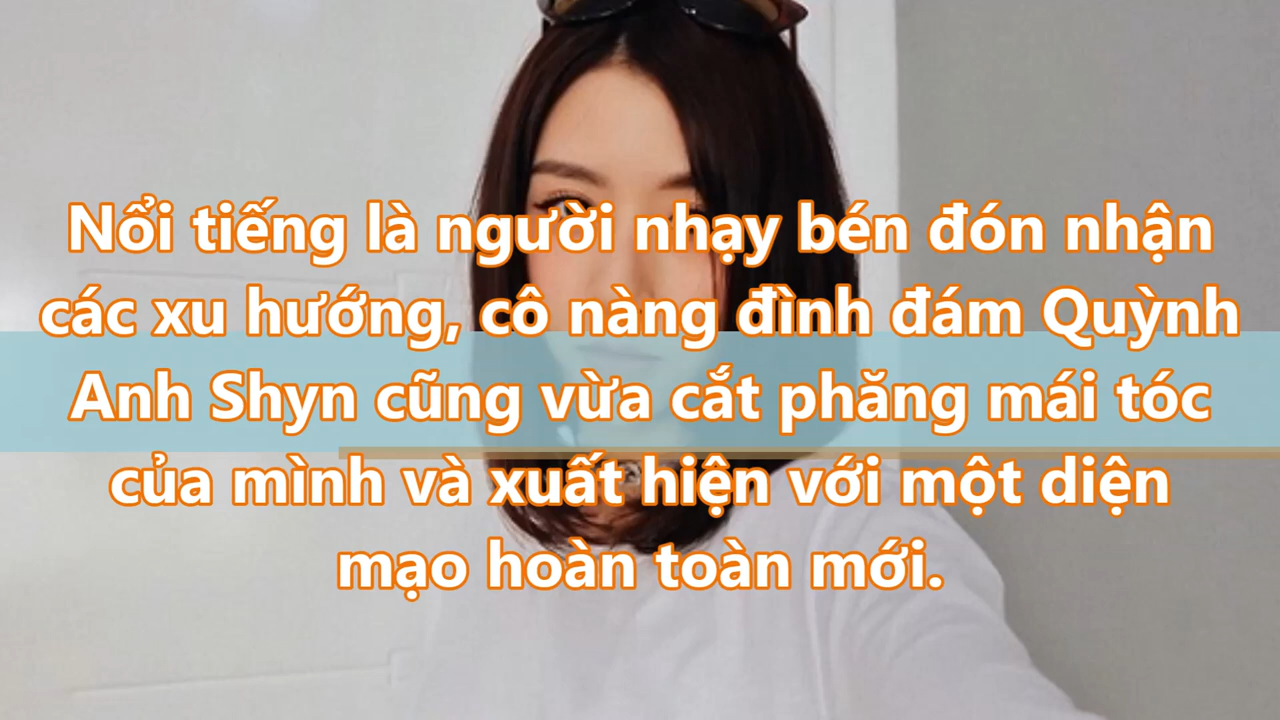 Nổi tiếng là người nhạy bén đón nhận
các xu hướng, cô nàng đình đám Quỳnh
Anh Shyn cũng vừa cắt phăng mái tóc
của mình và xuất hiện với một diện
mạo hoàn toàn mới.